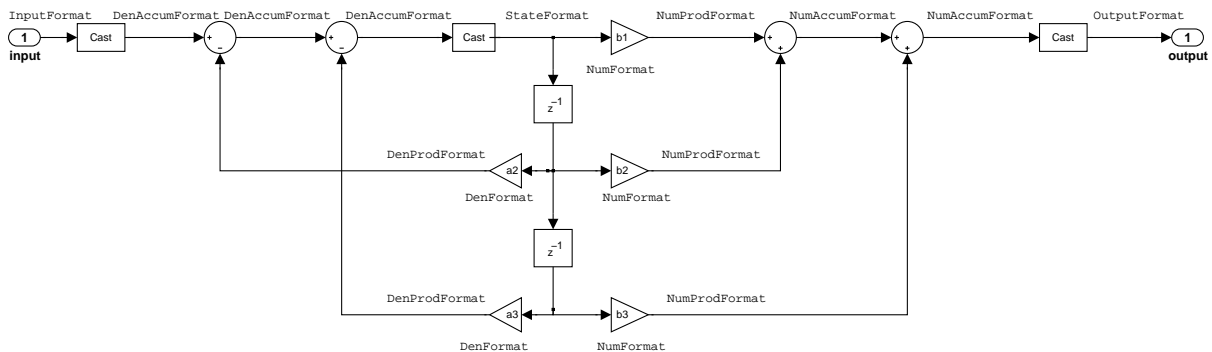 InputFormat DenAccumFormat DenAccumFormat DenAccumFormat StateFormat NumProdFormat NumAccumFormat NumAccumFormat OutputFormat
1 Cast + + Cast b1 + + Cast 1
input − − NumFormat + + output
z⁻¹
DenProdFormat NumProdFormat
a2 b2
DenFormat NumFormat
z⁻¹
DenProdFormat NumProdFormat
a3 b3
DenFormat NumFormat